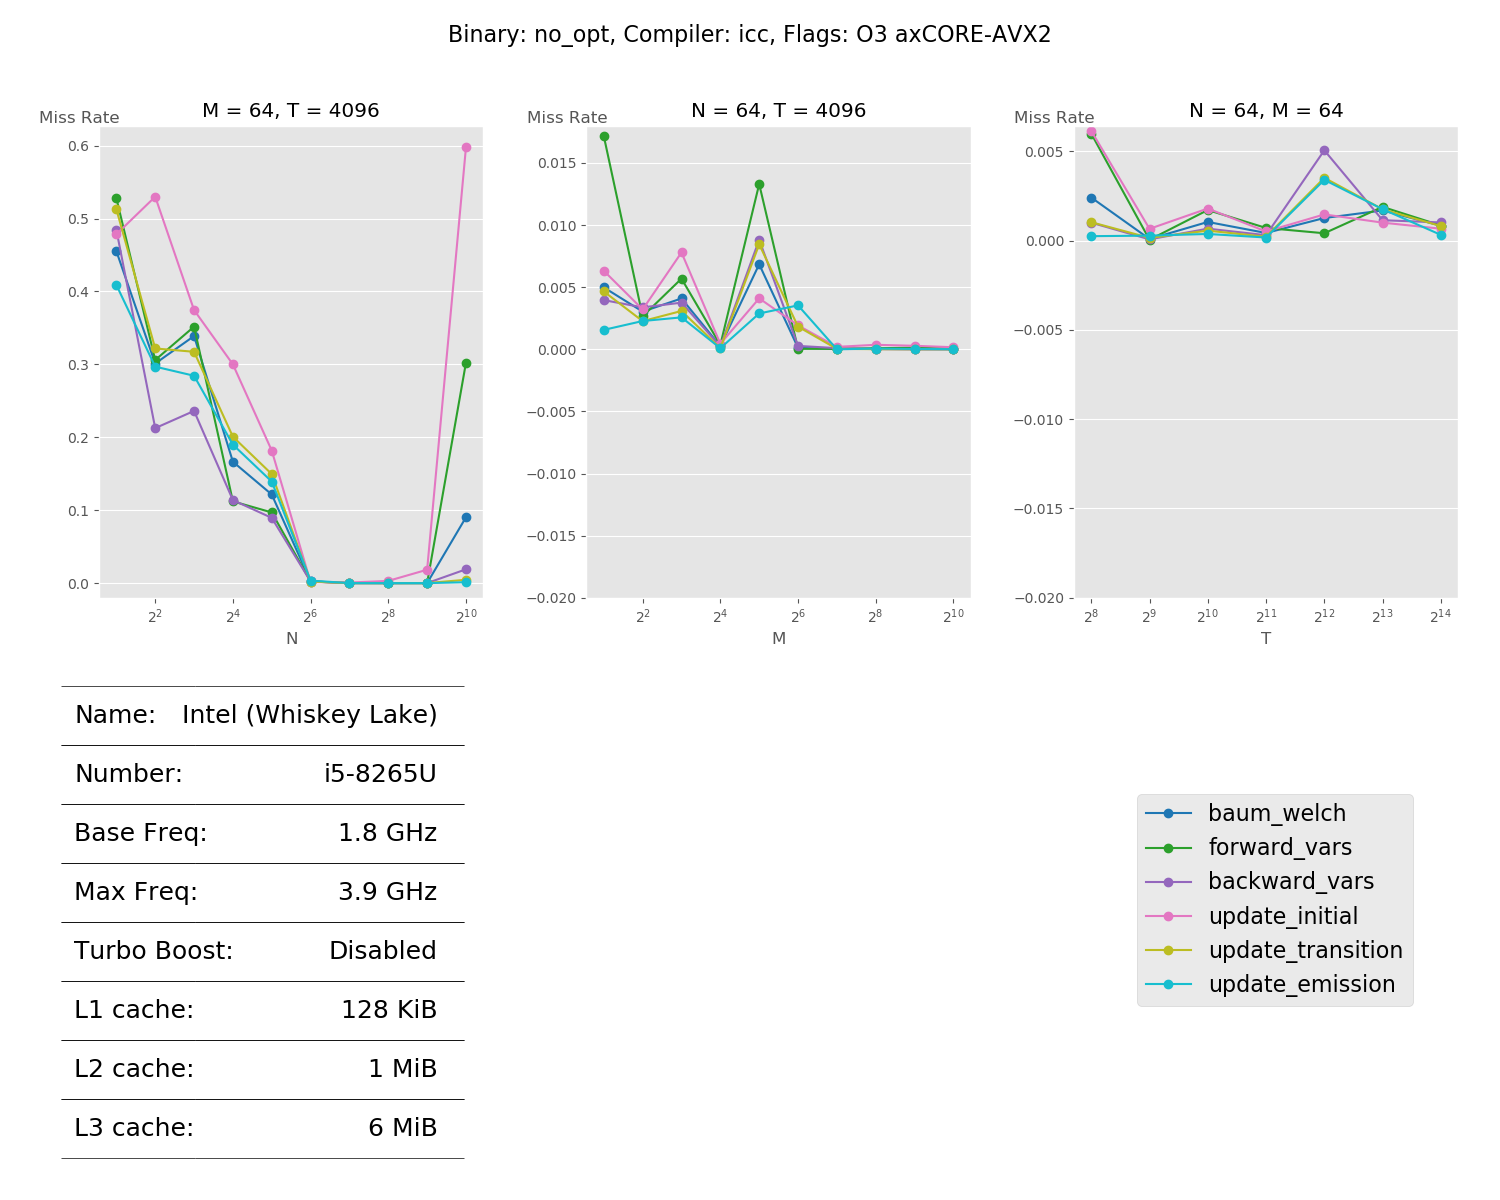 Binary: no_opt, Compiler: icc, Flags: O3 axCORE-AVX2
M = 64, T = 4096
Miss Rate
0.6
0.5
0.4
0.3
0.2
0.1
0.0
2^2 2^4 2^6 2^8 2^10
N
N = 64, T = 4096
Miss Rate
0.015
0.010
0.005
0.000
−0.005
−0.010
−0.015
−0.020
2^2 2^4 2^6 2^8 2^10
M
N = 64, M = 64
Miss Rate
0.005
0.000
−0.005
−0.010
−0.015
−0.020
2^8 2^9 2^10 2^11 2^12 2^13 2^14
T
Name: Intel (Whiskey Lake)
Number: i5-8265U
Base Freq: 1.8 GHz
Max Freq: 3.9 GHz
Turbo Boost: Disabled
L1 cache: 128 KiB
L2 cache: 1 MiB
L3 cache: 6 MiB
baum_welch
forward_vars
backward_vars
update_initial
update_transition
update_emission